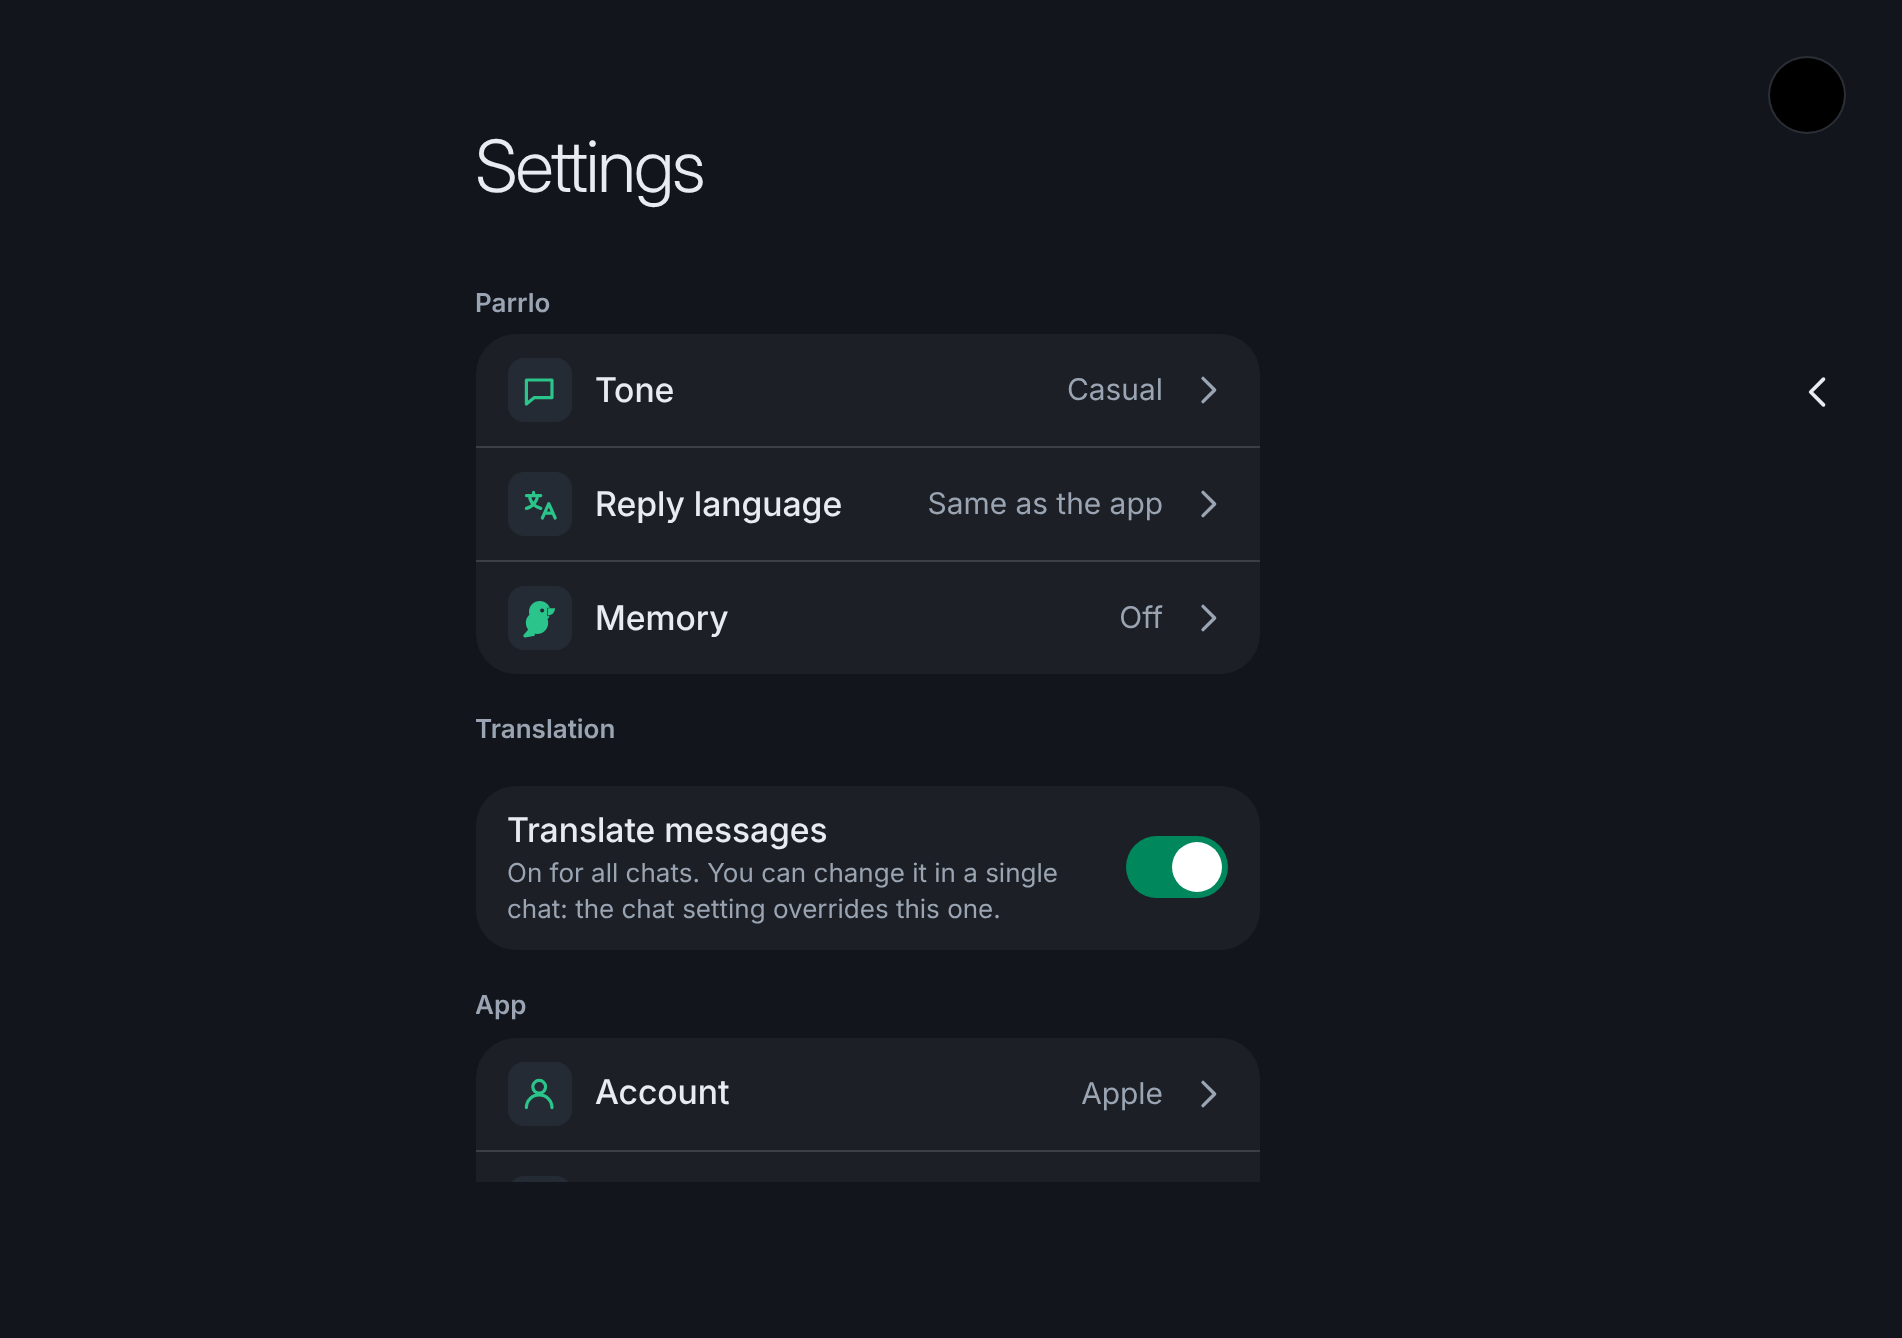 Settings
Parrlo
Tone
Casual
Reply language
Same as the app
Memory
Off
Translation
Translate messages
On for all chats. You can change it in a single
chat: the chat setting overrides this one.
App
Account
Apple